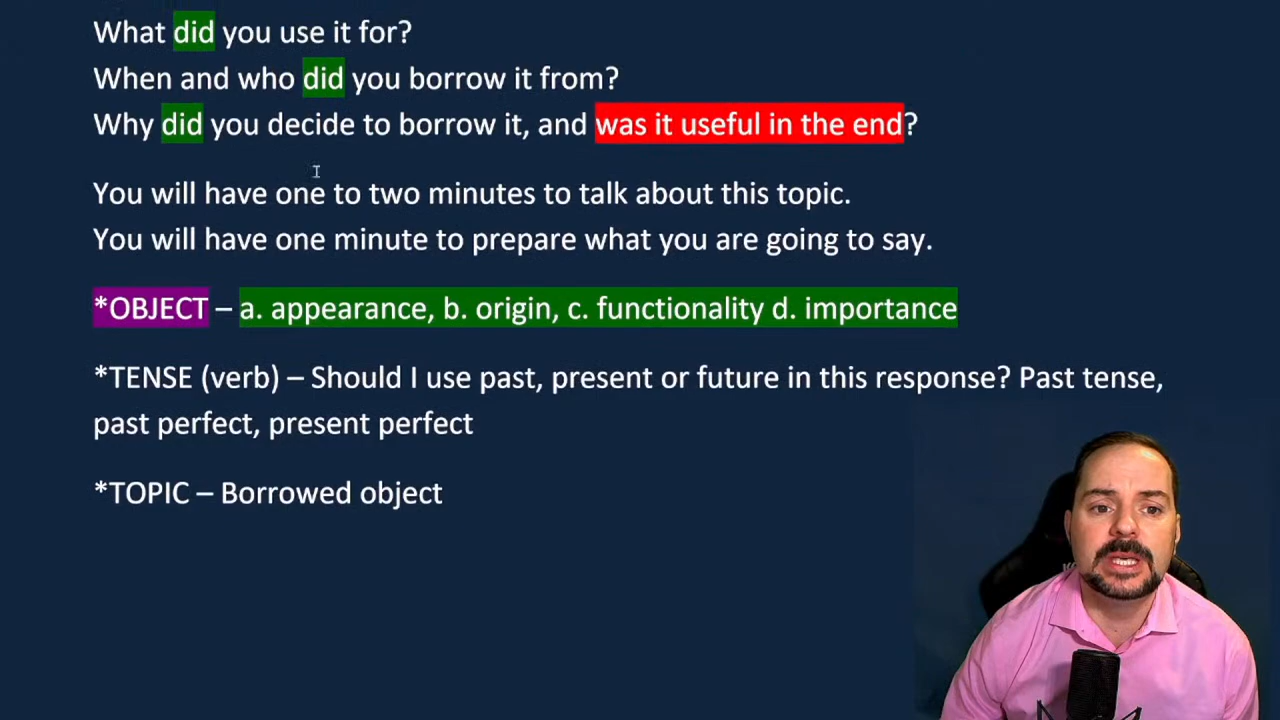 What did you use it for?
When and who did you borrow it from?
Why did you decide to borrow it, and was it useful in the end?
You will have one to two minutes to talk about this topic.
You will have one minute to prepare what you are going to say.
*OBJECT – a. appearance, b. origin, c. functionality d. importance
*TENSE (verb) – Should I use past, present or future in this response? Past tense,
past perfect, present perfect
*TOPIC – Borrowed object